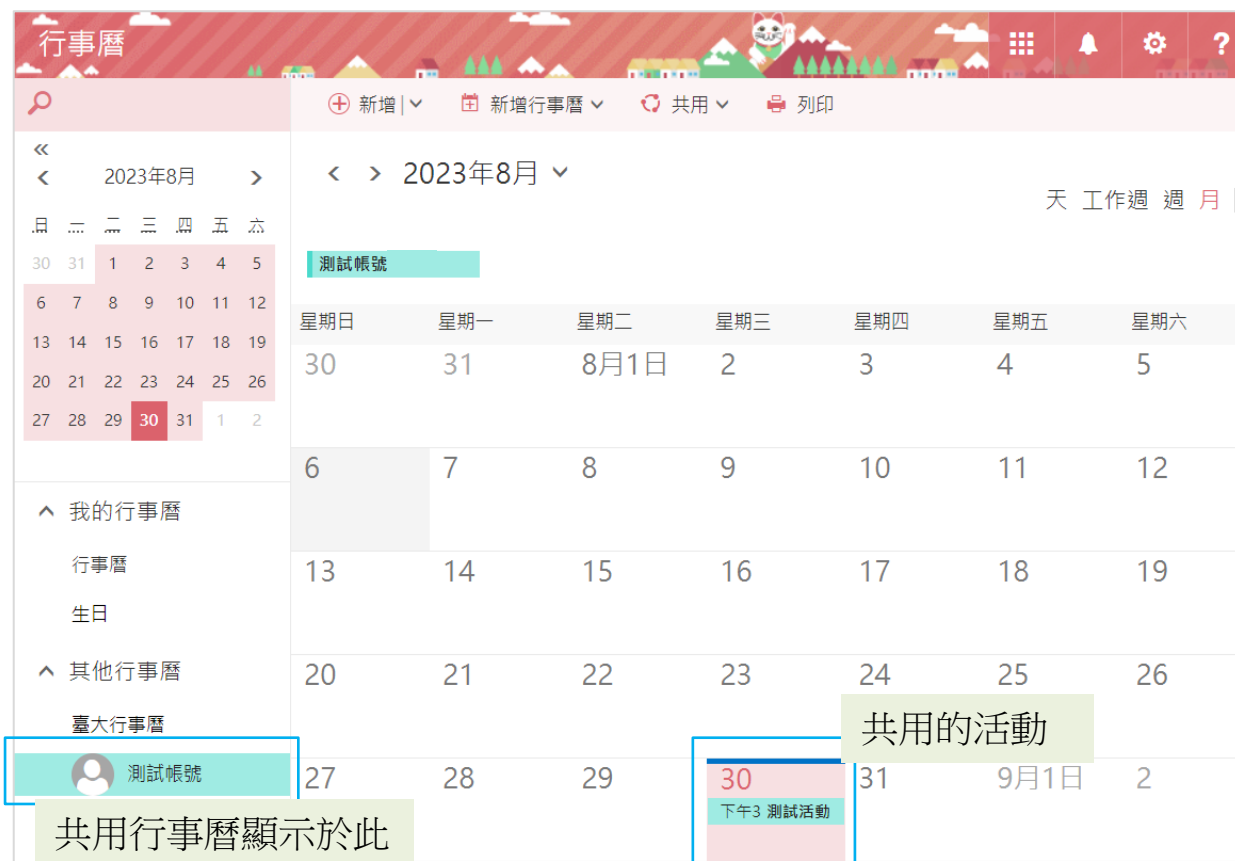 行事曆
?
新增 | 新增行事曆 共用 列印
«
< 2023年8月 >
日 一 二 三 四 五 六
30 31 1 2 3 4 5
6 7 8 9 10 11 12
13 14 15 16 17 18 19
20 21 22 23 24 25 26
27 28 29 30 31 1 2
我的行事曆
行事曆
生日
其他行事曆
臺大行事曆
測試帳號
共用行事曆顯示於此
< > 2023年8月
天 工作週 週 月
測試帳號
星期日 星期一 星期二 星期三 星期四 星期五 星期六
30 31 8月1日 2 3 4 5
6 7 8 9 10 11 12
13 14 15 16 17 18 19
20 21 22 23 24 25 26
共用的活動
27 28 29 30 31 9月1日 2
下午3 測試活動